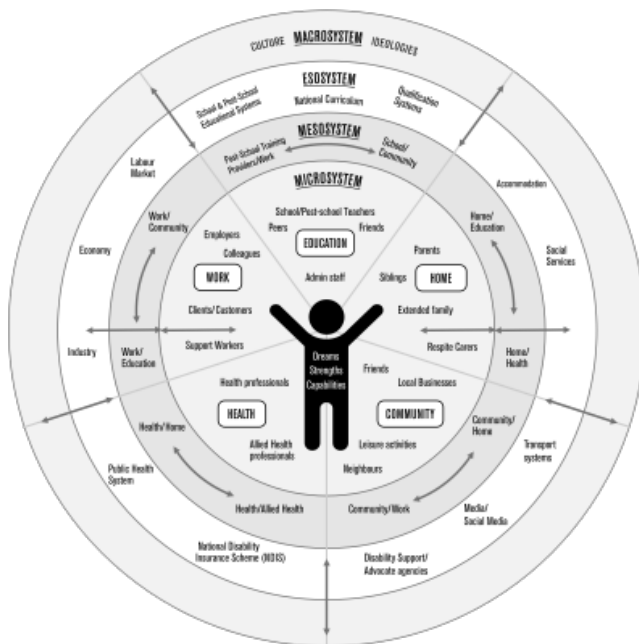 CULTURE MACROSYSTEM IDEOLOGIES
ESOSYSTEM
School & Post-School
Educational Systems
National Curriculum
Qualification
Systems
MESOSYSTEM
Post-School Training
Providers/Work
School/
Community
MICROSYSTEM
School/Post-school Teachers
Peers
Friends
EDUCATION
Admin staff
Labour
Market
Economy
Industry
Work/
Community
Work/
Education
Employers
Colleagues
WORK
Clients/Customers
Support Workers
Accommodation
Social
Services
Home/
Education
Home/
Health
Parents
Siblings
HOME
Extended family
Respite Carers
Dreams
Strengths
Capabilities
Health professionals
HEALTH
Allied Health
professionals
Health/Home
Health/Allied Health
Public Health
System
National Disability
Insurance Scheme (NDIS)
Friends
Local Businesses
COMMUNITY
Leisure activities
Neighbours
Community/
Home
Community/Work
Transport
systems
Media/
Social Media
Disability Support/
Advocate agencies